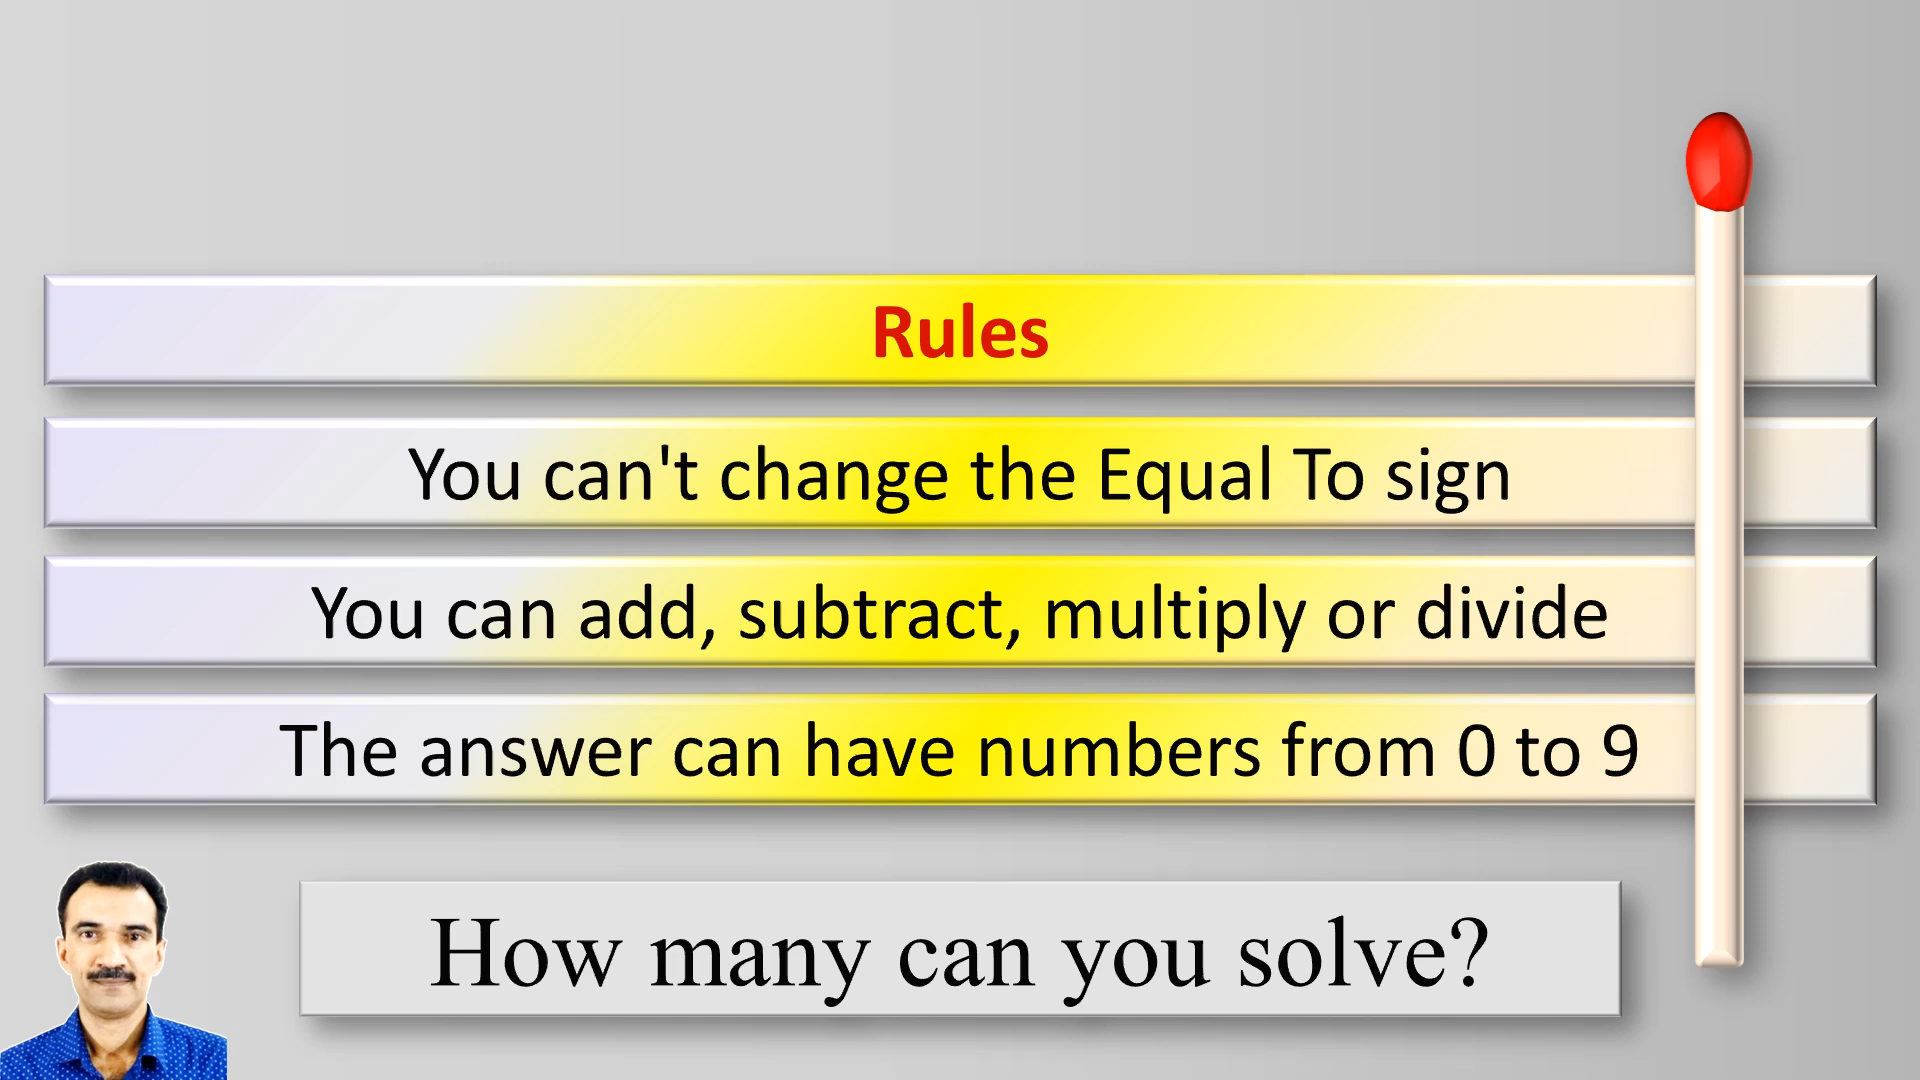 Rules
You can't change the Equal To sign
You can add, subtract, multiply or divide
The answer can have numbers from 0 to 9
How many can you solve?